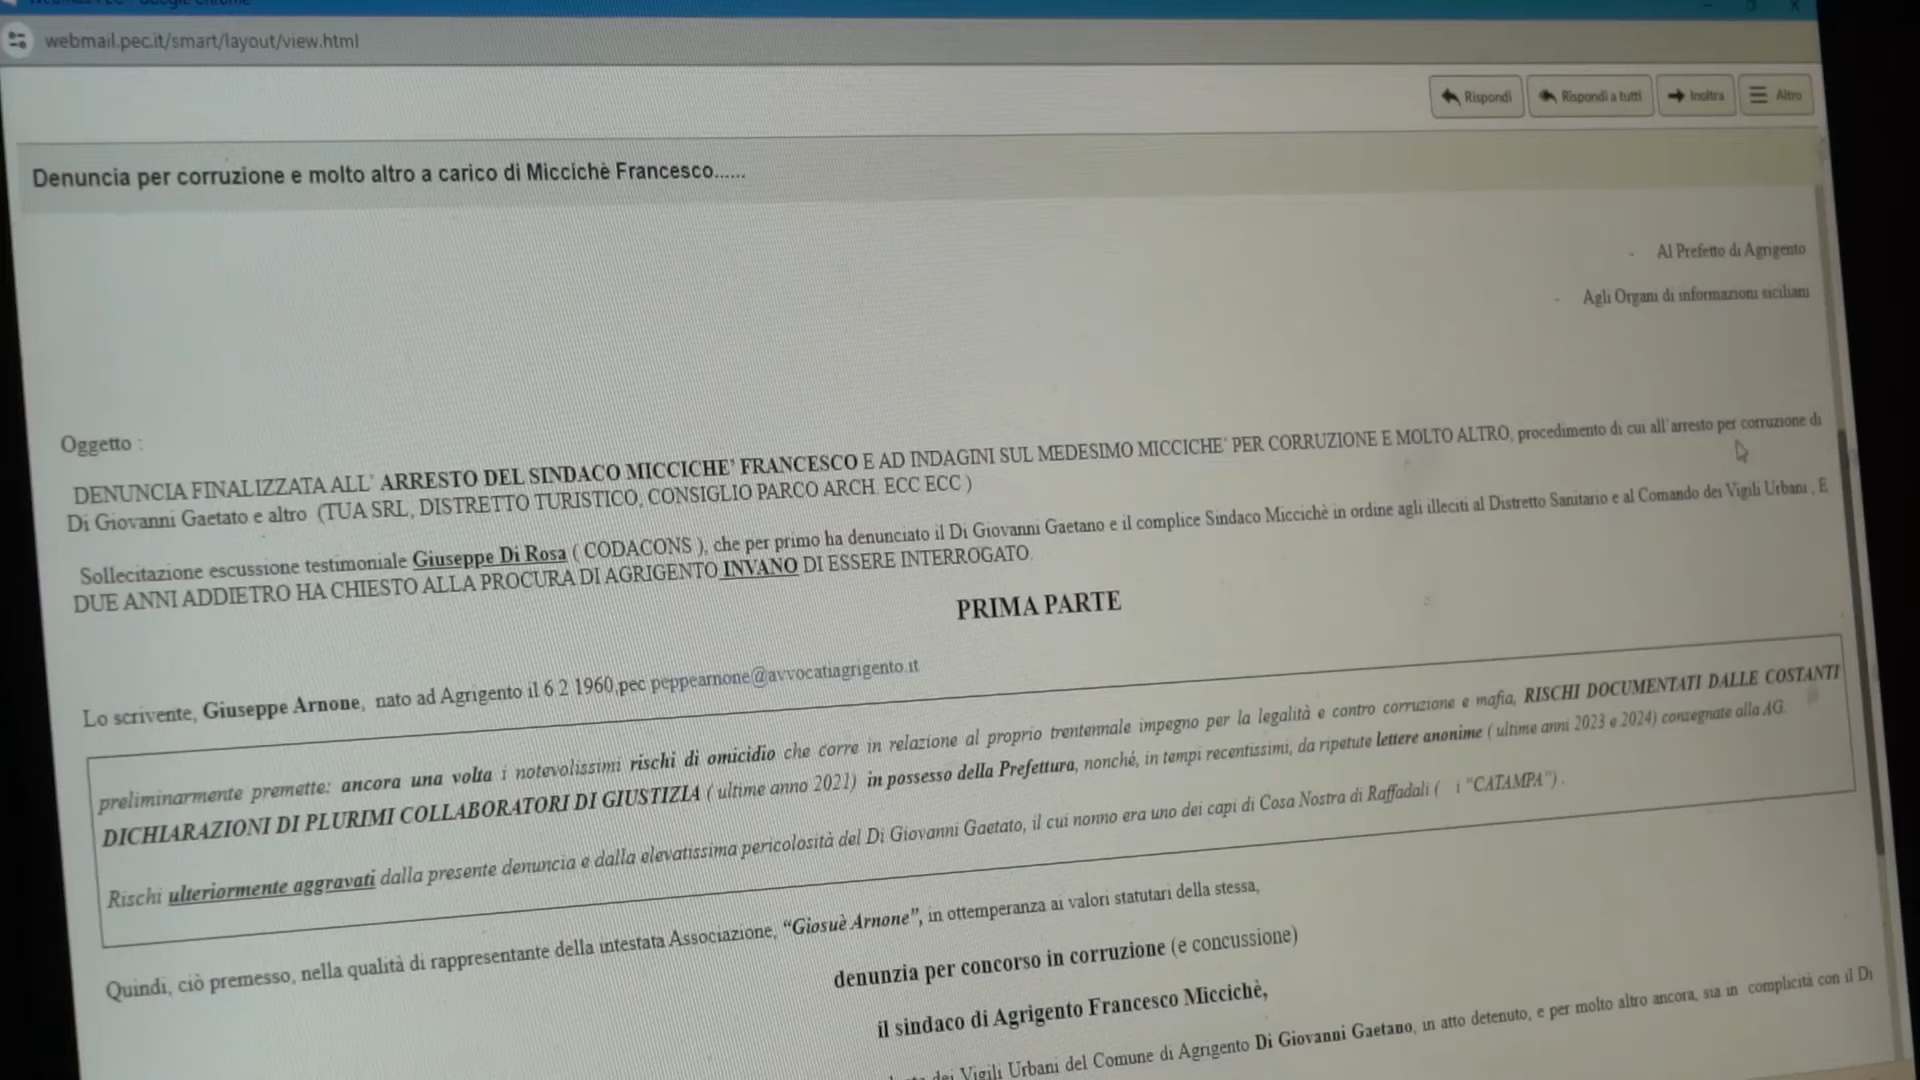 webmail.pec.it/smart/layout/view.html
Rispondi Rispondi a tutti Inoltra Altro
Denuncia per corruzione e molto altro a carico di Miccichè Francesco......
- Al Prefetto di Agrigento
- Agli Organi di informazioni siciliani
Oggetto :
DENUNCIA FINALIZZATA ALL' ARRESTO DEL SINDACO MICCICHE' FRANCESCO E AD INDAGINI SUL MEDESIMO MICCICHE' PER CORRUZIONE E MOLTO ALTRO, procedimento di cui all'arresto per corruzione di
Di Giovanni Gaetato e altro (TUA SRL, DISTRETTO TURISTICO, CONSIGLIO PARCO ARCH. ECC ECC )
Sollecitazione escussione testimoniale Giuseppe Di Rosa ( CODACONS ), che per primo ha denunciato il Di Giovanni Gaetano e il complice Sindaco Miccichè in ordine agli illeciti al Distretto Sanitario e al Comando dei Vigili Urbani , E
DUE ANNI ADDIETRO HA CHIESTO ALLA PROCURA DI AGRIGENTO INVANO DI ESSERE INTERROGATO.
PRIMA PARTE
Lo scrivente, Giuseppe Arnone, nato ad Agrigento il 6 2 1960,pec peppearnone@avvocatiagrigento.it
preliminarmente premette: ancora una volta i notevolissimi rischi di omicidio che corre in relazione al proprio trentennale impegno per la legalità e contro corruzione e mafia, RISCHI DOCUMENTATI DALLE COSTANTI
DICHIARAZIONI DI PLURIMI COLLABORATORI DI GIUSTIZIA ( ultime anno 2021) in possesso della Prefettura, nonché, in tempi recentissimi, da ripetute lettere anonime ( ultime anni 2023 e 2024) consegnate alla AG.
Rischi ulteriormente aggravati dalla presente denuncia e dalla elevatissima pericolosità del Di Giovanni Gaetato, il cui nonno era uno dei capi di Cosa Nostra di Raffadali ( i "CATAMPA") .
Quindi, ciò premesso, nella qualità di rappresentante della intestata Associazione, "Giosuè Arnone", in ottemperanza ai valori statutari della stessa,
denunzia per concorso in corruzione (e concussione)
il sindaco di Agrigento Francesco Miccichè,
dei Vigili Urbani del Comune di Agrigento Di Giovanni Gaetano, in atto detenuto, e per molto altro ancora, sia in complicità con il Di